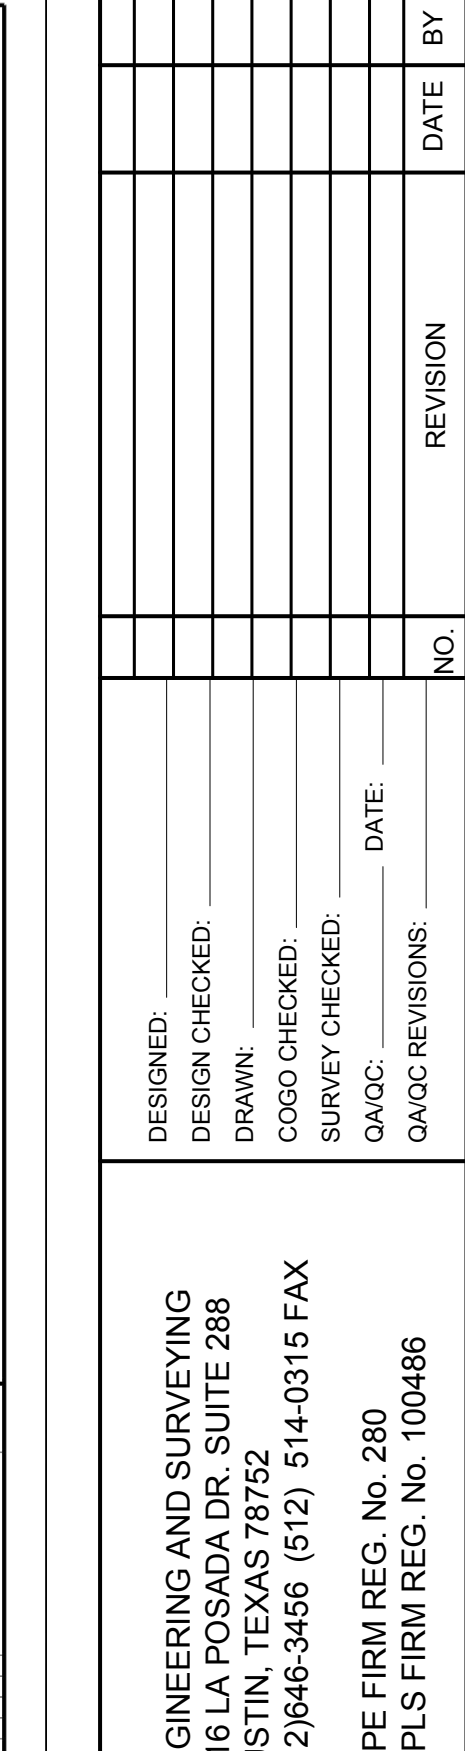 GINEERING AND SURVEYING
16 LA POSADA DR. SUITE 288
STIN, TEXAS 78752
2)646-3456 (512) 514-0315 FAX
PE FIRM REG. No. 280
PLS FIRM REG. No. 100486
DESIGNED:
DESIGN CHECKED:
DRAWN:
COGO CHECKED:
SURVEY CHECKED:
QA/QC: DATE:
QA/QC REVISIONS:
NO. REVISION DATE BY